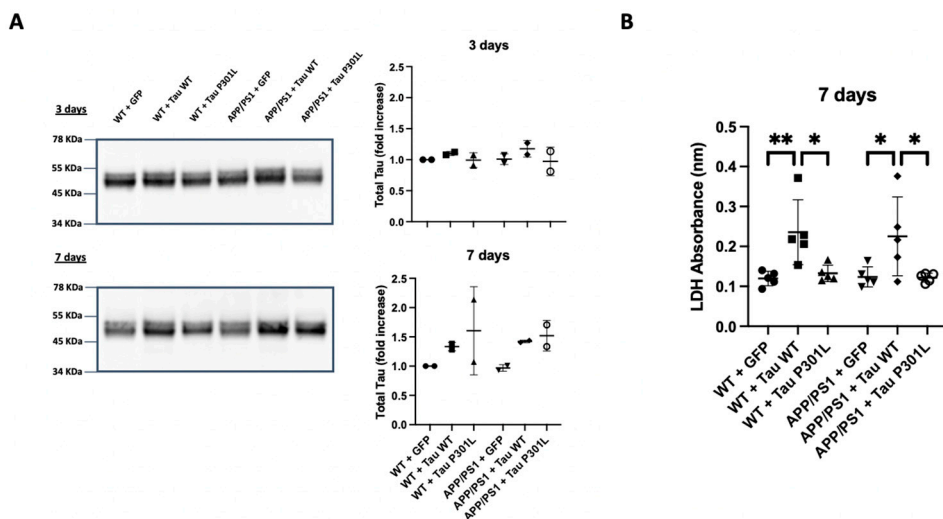 A
3 days
WT + GFP
WT + Tau WT
WT + Tau P301L
APP/PS1 + GFP
APP/PS1 + Tau WT
APP/PS1 + Tau P301L
78 KDa
55 KDa
45 KDa
34 KDa
7 days
78 KDa
55 KDa
45 KDa
34 KDa
3 days
Total Tau (fold increase)
2.5
2.0
1.5
1.0
0.5
0.0
7 days
Total Tau (fold increase)
2.5
2.0
1.5
1.0
0.5
0.0
WT + GFP
WT + Tau WT
WT + Tau P301L
APP/PS1 + GFP
APP/PS1 + Tau WT
APP/PS1 + Tau P301L
B
7 days
LDH Absorbance (nm)
0.5
0.4
0.3
0.2
0.1
0.0
** * * *
WT + GFP
WT + Tau WT
WT + Tau P301L
APP/PS1 + GFP
APP/PS1 + Tau WT
APP/PS1 + Tau P301L